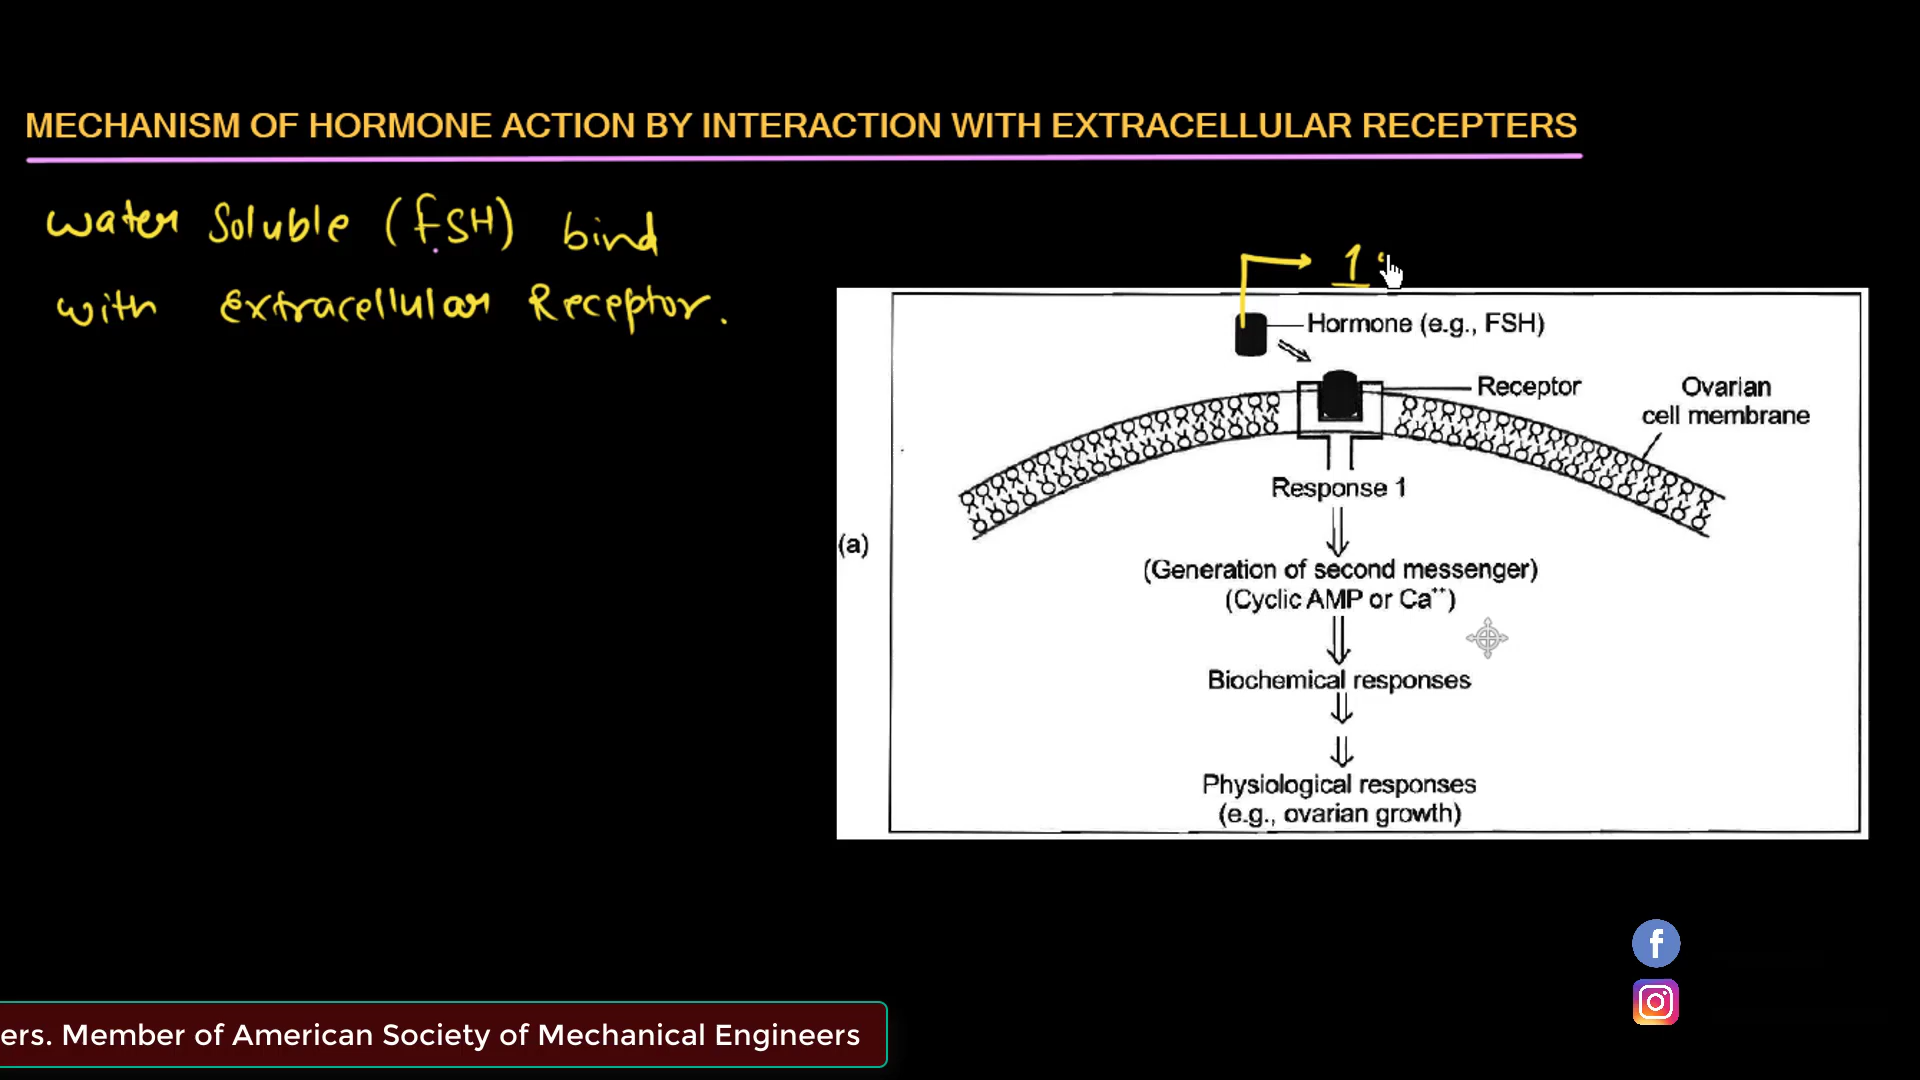 MECHANISM OF HORMONE ACTION BY INTERACTION WITH EXTRACELLULAR RECEPTERS
water Soluble (fSH) bind
with Extracellular Receptor.
1
Hormone (e.g., FSH)
Receptor
Ovarian
cell membrane
Response 1
(a)
(Generation of second messenger)
(Cyclic AMP or Ca++)
Biochemical responses
Physiological responses
(e.g., ovarian growth)
f
ers. Member of American Society of Mechanical Engineers